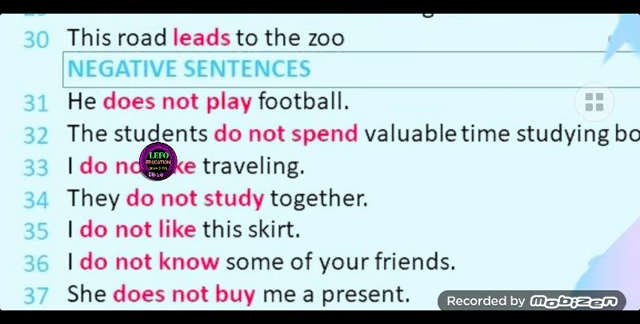 30 This road leads to the zoo
NEGATIVE SENTENCES
31 He does not play football.
32 The students do not spend valuable time studying bo
33 I do no ke traveling.
LEFO
EDUCATION
34 They do not study together.
35 I do not like this skirt.
36 I do not know some of your friends.
37 She does not buy me a present.
Recorded by mobizen